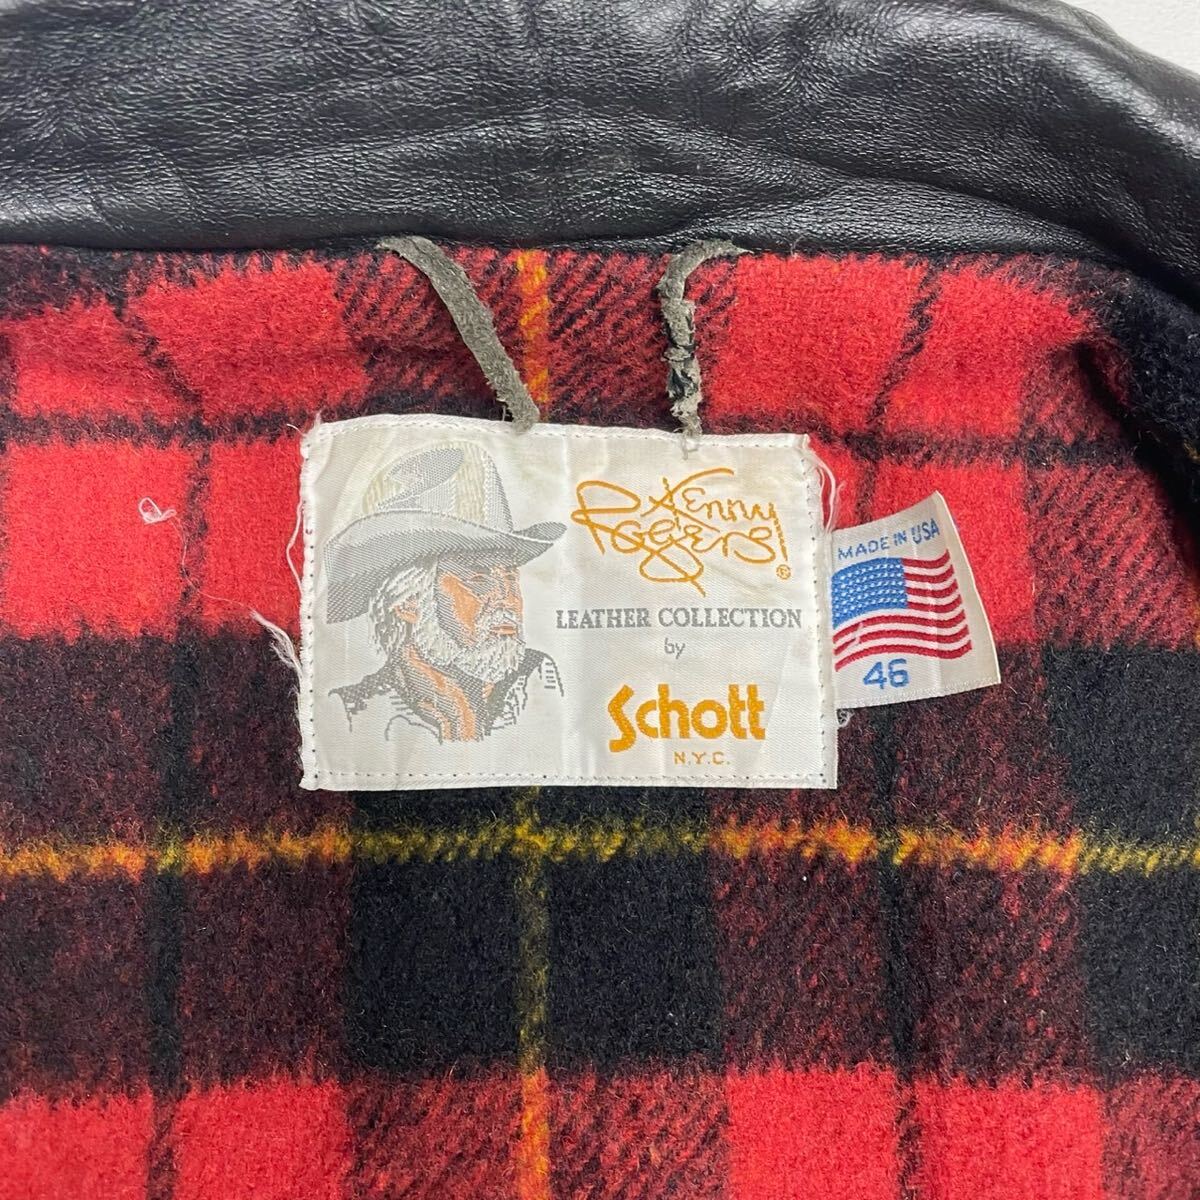 Kenny
Rogers
©
LEATHER COLLECTION
by
Schott
N.Y.C.
MADE IN USA
46